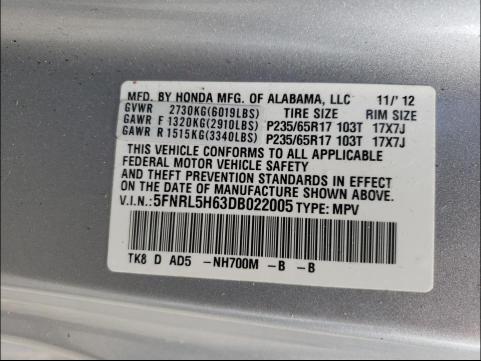 MFD. BY HONDA MFG. OF ALABAMA, LLC 11/'12
GVWR 2730KG(6019LBS) TIRE SIZE RIM SIZE
GAWR F 1320KG(2910LBS) P235/65R17 103T 17X7J
GAWR R 1515KG(3340LBS) P235/65R17 103T 17X7J
THIS VEHICLE CONFORMS TO ALL APPLICABLE
FEDERAL MOTOR VEHICLE SAFETY
AND THEFT PREVENTION STANDARDS IN EFFECT
ON THE DATE OF MANUFACTURE SHOWN ABOVE.
V.I.N.: 5FNRL5H63DB022005 TYPE: MPV
TK8 D AD5 -NH700M -B -B